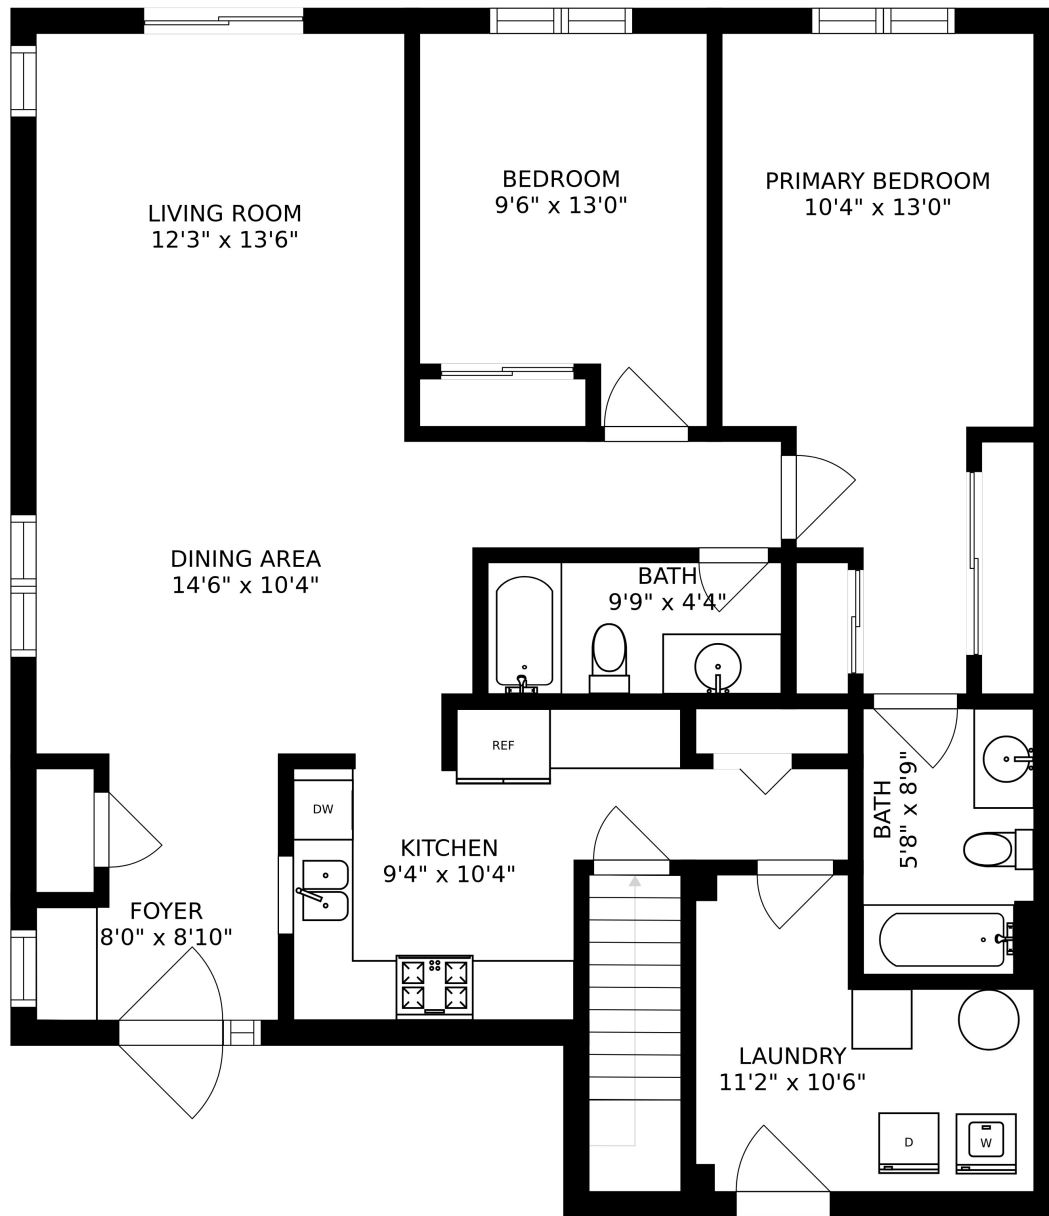 BEDROOM
9'6" x 13'0"
PRIMARY BEDROOM
10'4" x 13'0"
LIVING ROOM
12'3" x 13'6"
DINING AREA
14'6" x 10'4"
BATH
9'9" x 4'4"
REF
DW
BATH
5'8" x 8'9"
KITCHEN
9'4" x 10'4"
FOYER
8'0" x 8'10"
LAUNDRY
11'2" x 10'6"
D
W